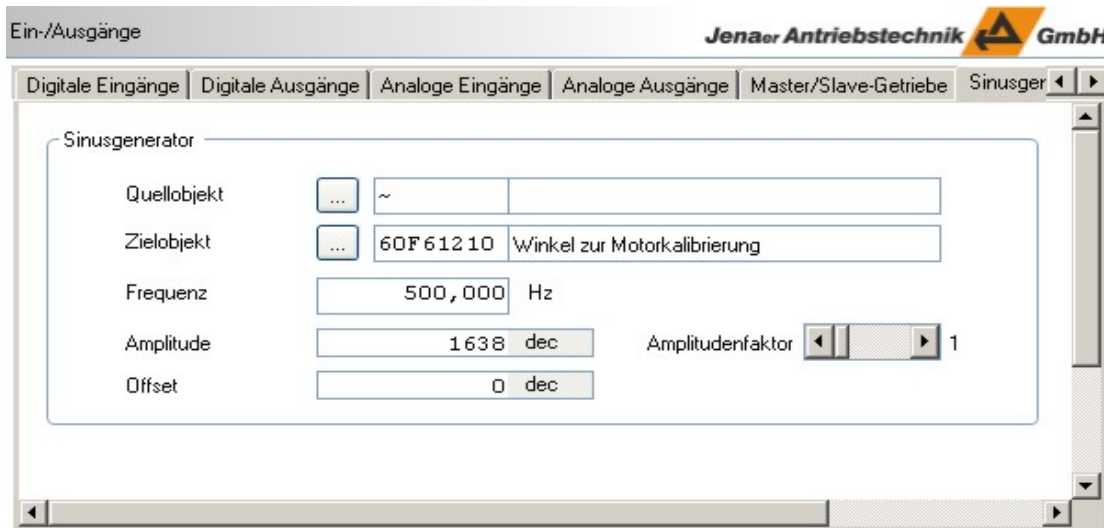 Ein-/Ausgänge
Jenaer Antriebstechnik GmbH
Digitale Eingänge Digitale Ausgänge Analoge Eingänge Analoge Ausgänge Master/Slave-Getriebe Sinusger
Sinusgenerator
Quellobjekt ... ~
Zielobjekt ... 60F61210 Winkel zur Motorkalibrierung
Frequenz 500,000 Hz
Amplitude 1638 dec Amplitudenfaktor 1
Offset 0 dec